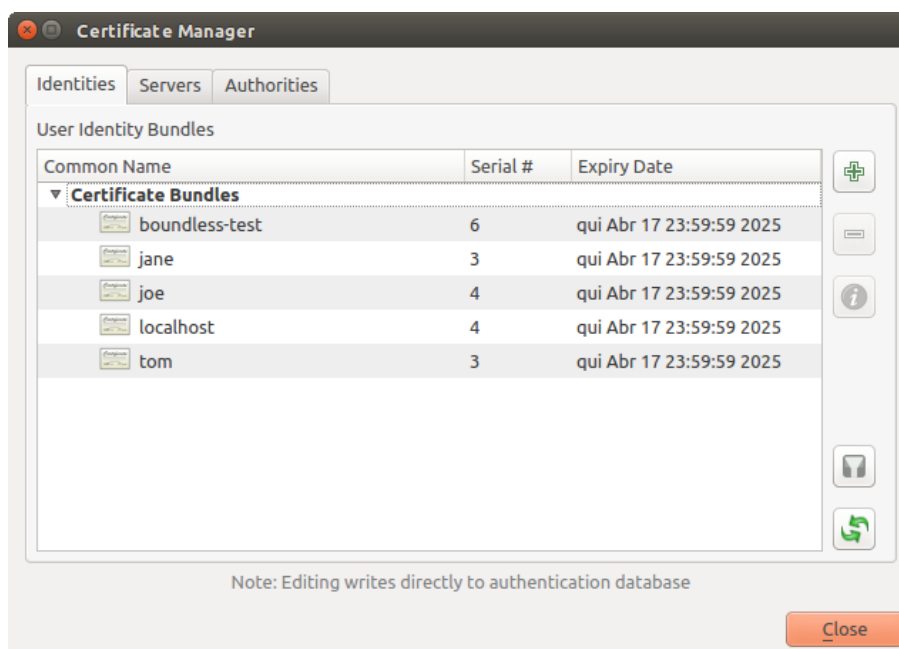 Certificate Manager
Identities Servers Authorities
User Identity Bundles
Common Name Serial # Expiry Date
Certificate Bundles
boundless-test 6 qui Abr 17 23:59:59 2025
jane 3 qui Abr 17 23:59:59 2025
joe 4 qui Abr 17 23:59:59 2025
localhost 4 qui Abr 17 23:59:59 2025
tom 3 qui Abr 17 23:59:59 2025
Note: Editing writes directly to authentication database
Close